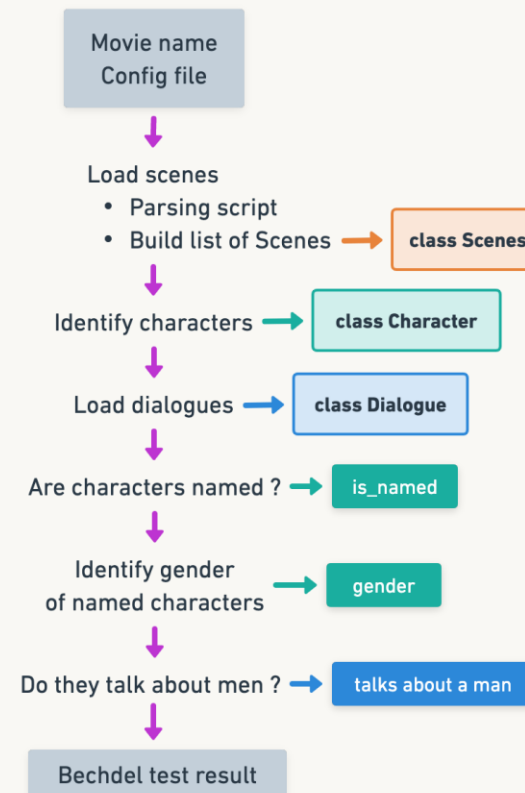 Movie name
Config file
Load scenes
• Parsing script
• Build list of Scenes
class Scenes
Identify characters
class Character
Load dialogues
class Dialogue
Are characters named ?
is_named
Identify gender
of named characters
gender
Do they talk about men ?
talks about a man
Bechdel test result